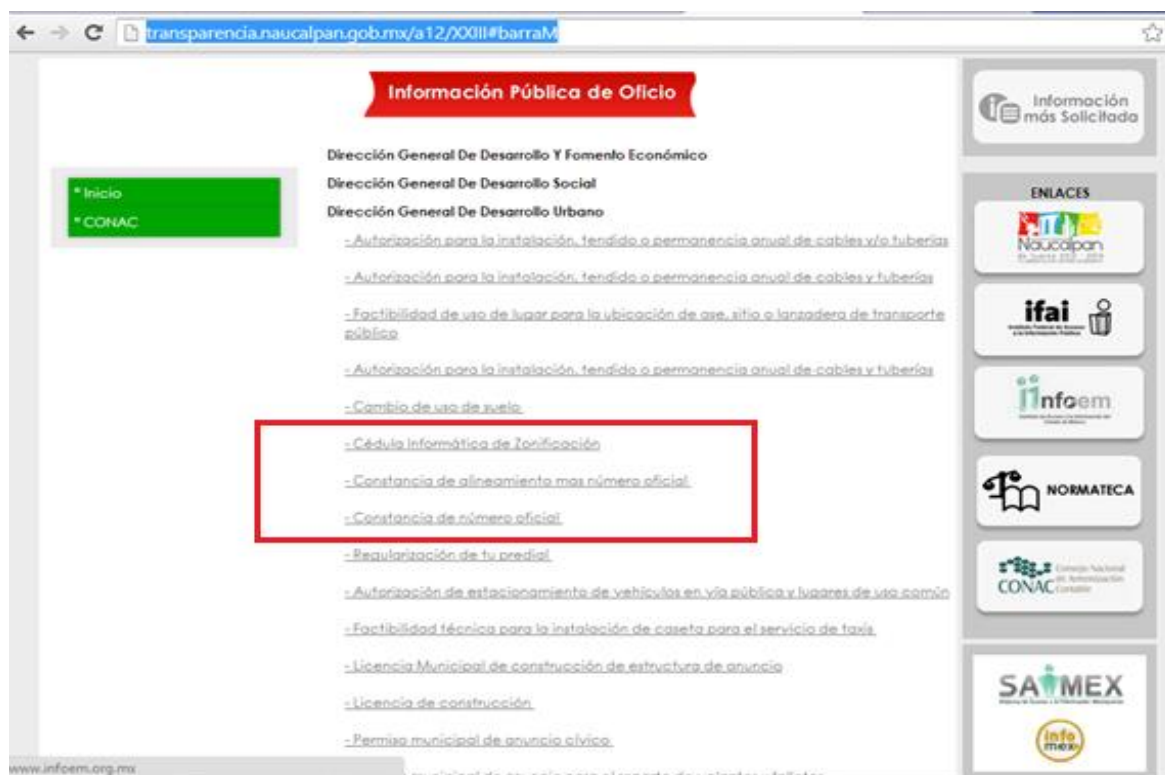 transparencia.naucalpan.gob.mx/a12/XXIII#barraM
Información Pública de Oficio
Información
más Solicitada
* Inicio
* CONAC
Dirección General De Desarrollo Y Fomento Económico
Dirección General De Desarrollo Social
Dirección General De Desarrollo Urbano
- Autorización para la instalación, tendido o permanencia anual de cables y/o tuberías
- Autorización para la instalación, tendido o permanencia anual de cables y tuberías
- Factibilidad de uso de lugar para la ubicación de ase, sitio o lanzadera de transporte
público
- Autorización para la instalación, tendido o permanencia anual de cables y tuberías
- Cambio de uso de suelo
- Cédula Informática de Zonificación
- Constancia de alineamiento mas número oficial
- Constancia de número oficial
- Regularización de tu predial
- Autorización de estacionamiento de vehículos en vía pública y lugares de uso común
- Factibilidad técnica para la instalación de caseta para el servicio de taxis
- Licencia Municipal de construcción de estructura de anuncio
- Licencia de construcción
- Permiso municipal de anuncio cívico
ENLACES
Naucalpan
ifai
infoem
NORMATECA
CONAC
Consejo Nacional
de Armonización
Contable
SAIMEX
info
mex
www.infoem.org.mx